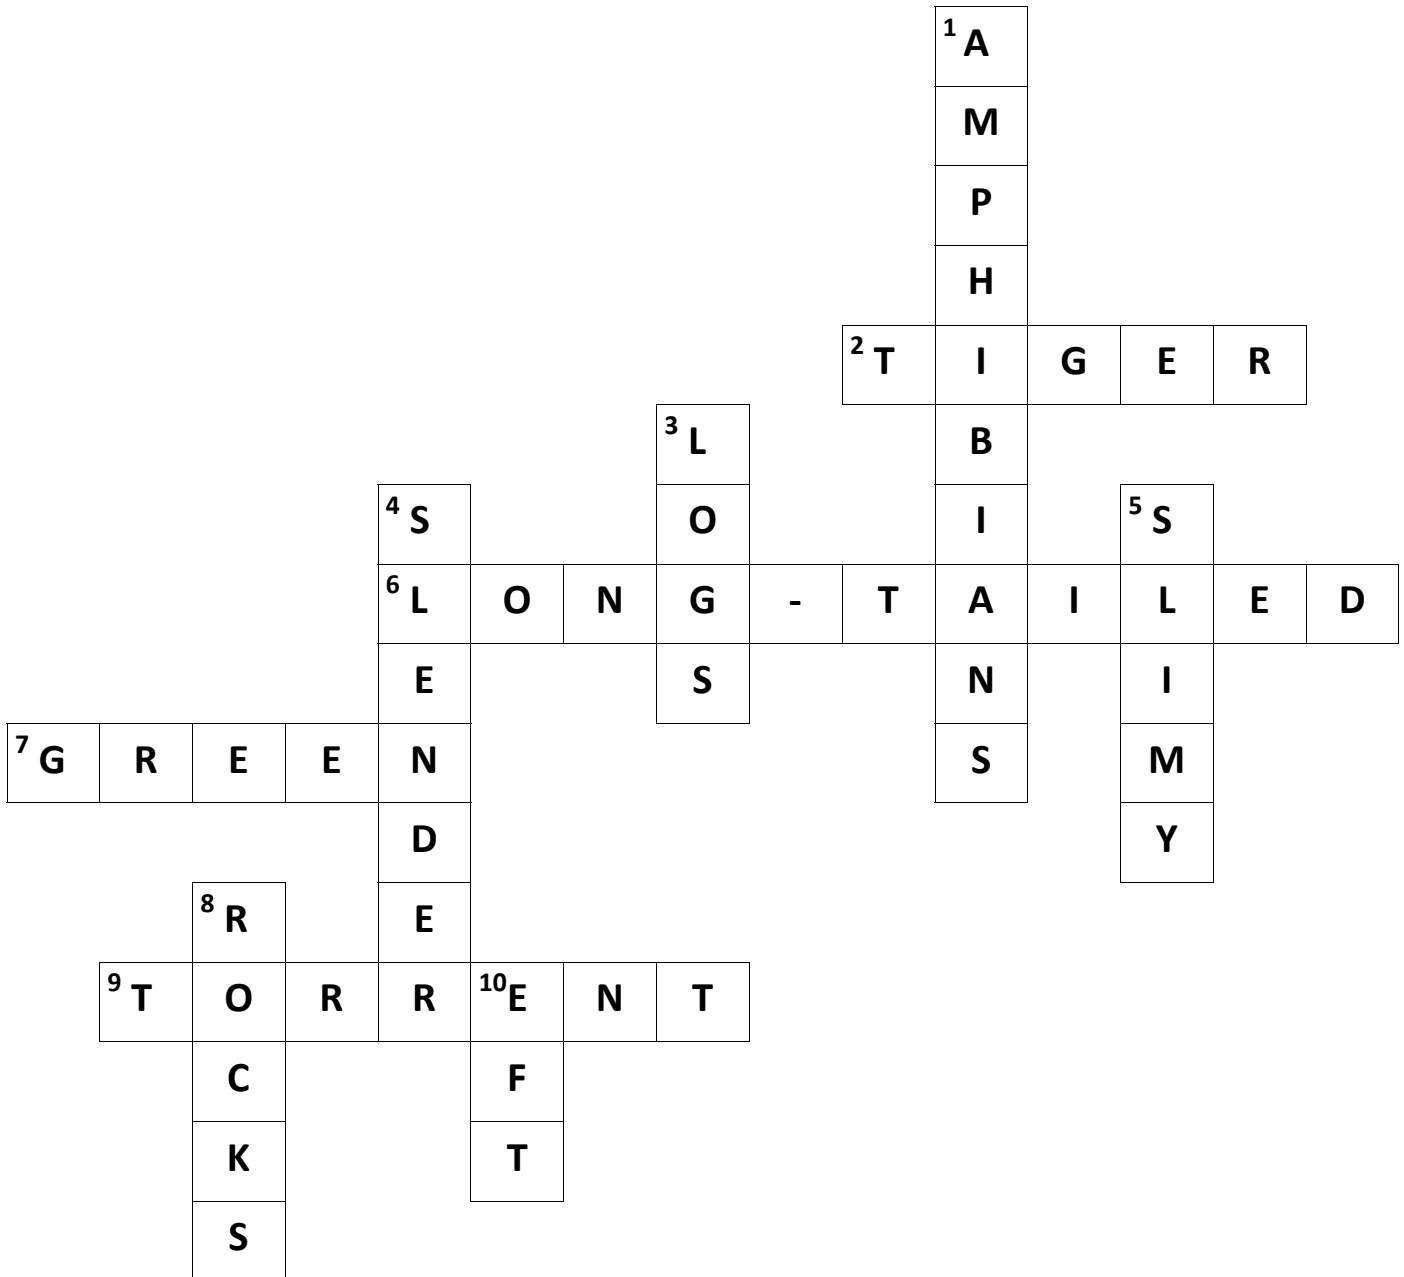 1 A
M
P
H
2 T I G E R
3 L B
4 S O I 5 S
6 L O N G - T A I L E D
E S N I
7 G R E E N S M
D Y
8 R E
9 T O R R 10 E N T
C F
K T
S